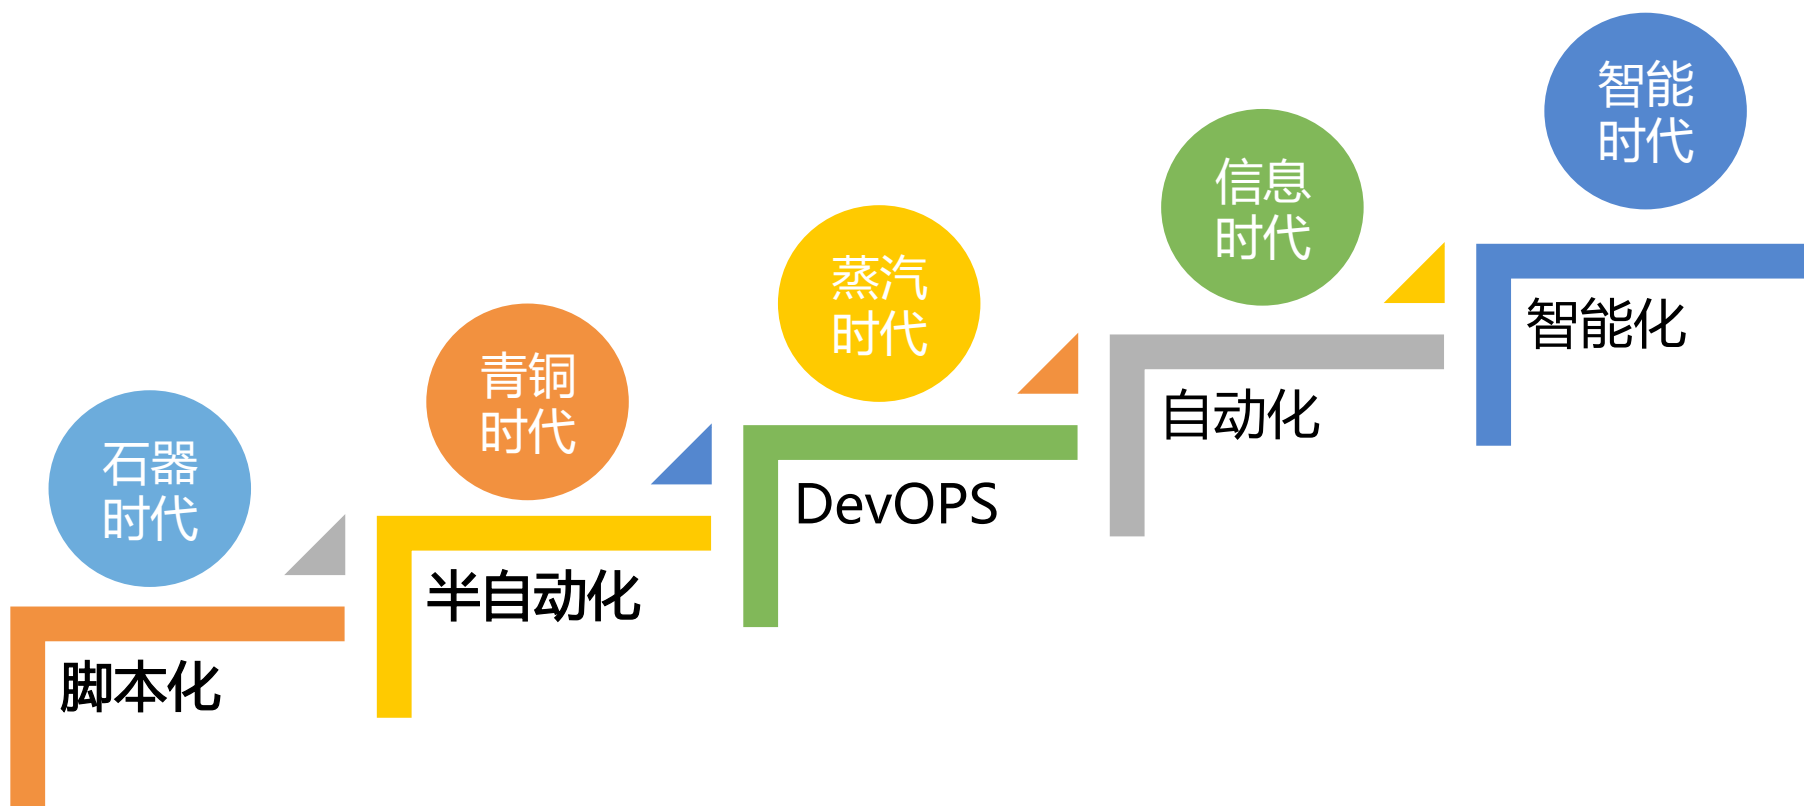 石器
时代
脚本化
青铜
时代
半自动化
蒸汽
时代
DevOPS
信息
时代
自动化
智能
时代
智能化